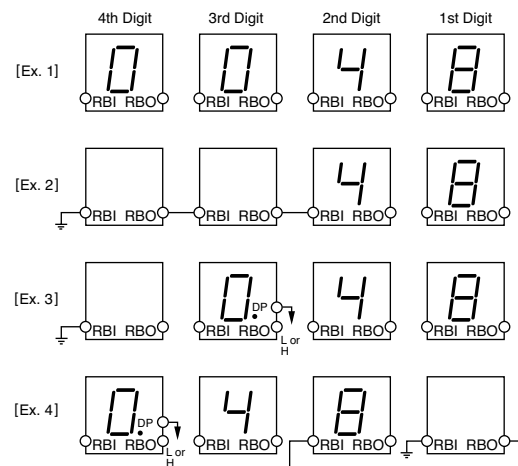 4th Digit 3rd Digit 2nd Digit 1st Digit
[Ex. 1] 0 0 4 8
RBI RBO RBI RBO RBI RBO RBI RBO
[Ex. 2] 4 8
RBI RBO RBI RBO RBI RBO RBI RBO
[Ex. 3] 0. DP 4 8
RBI RBO RBI RBO L or H RBI RBO RBI RBO
[Ex. 4] 0. DP 4 8
RBI RBO L or H RBI RBO RBI RBO RBI RBO